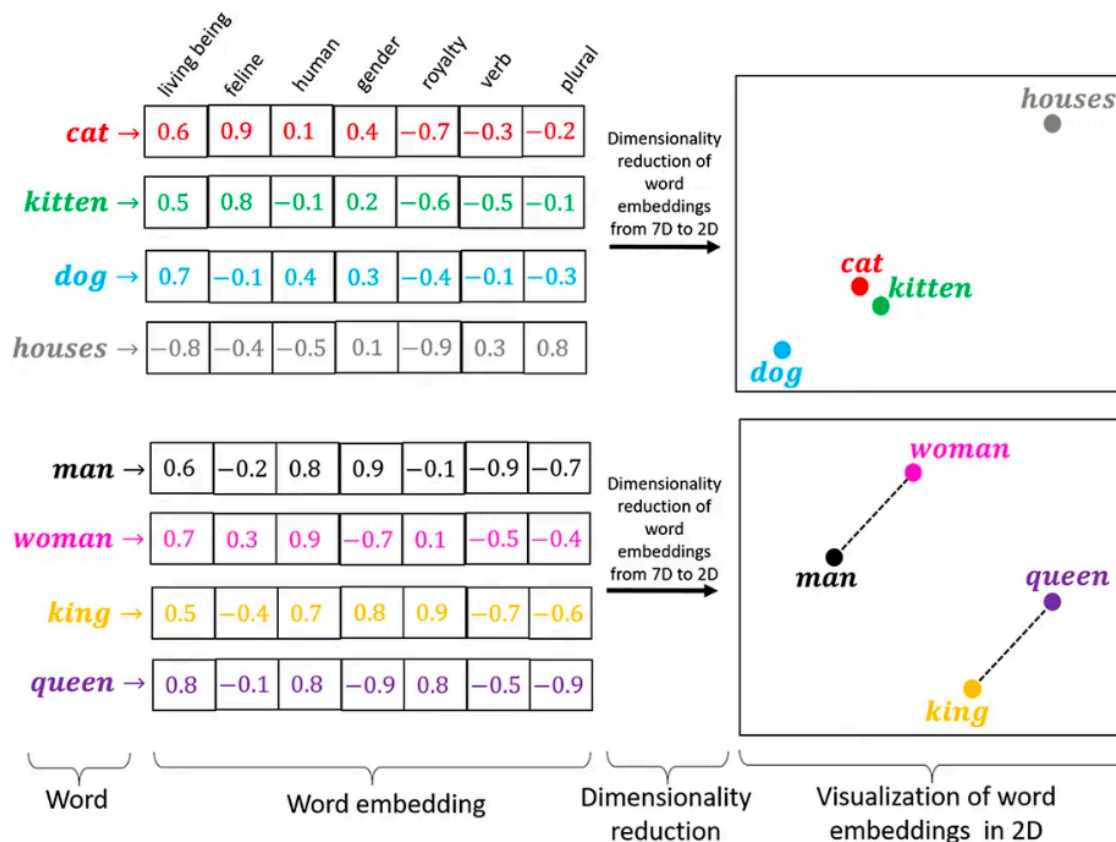 living being feline human gender royalty verb plural
cat → 0.6 0.9 0.1 0.4 −0.7 −0.3 −0.2
kitten → 0.5 0.8 −0.1 0.2 −0.6 −0.5 −0.1
dog → 0.7 −0.1 0.4 0.3 −0.4 −0.1 −0.3
houses → −0.8 −0.4 −0.5 0.1 −0.9 0.3 0.8
Dimensionality
reduction of
word
embeddings
from 7D to 2D
houses
cat
kitten
dog
man → 0.6 −0.2 0.8 0.9 −0.1 −0.9 −0.7
woman → 0.7 0.3 0.9 −0.7 0.1 −0.5 −0.4
king → 0.5 −0.4 0.7 0.8 0.9 −0.7 −0.6
queen → 0.8 −0.1 0.8 −0.9 0.8 −0.5 −0.9
Dimensionality
reduction of
word
embeddings
from 7D to 2D
woman
man
queen
king
Word
Word embedding
Dimensionality
reduction
Visualization of word
embeddings in 2D